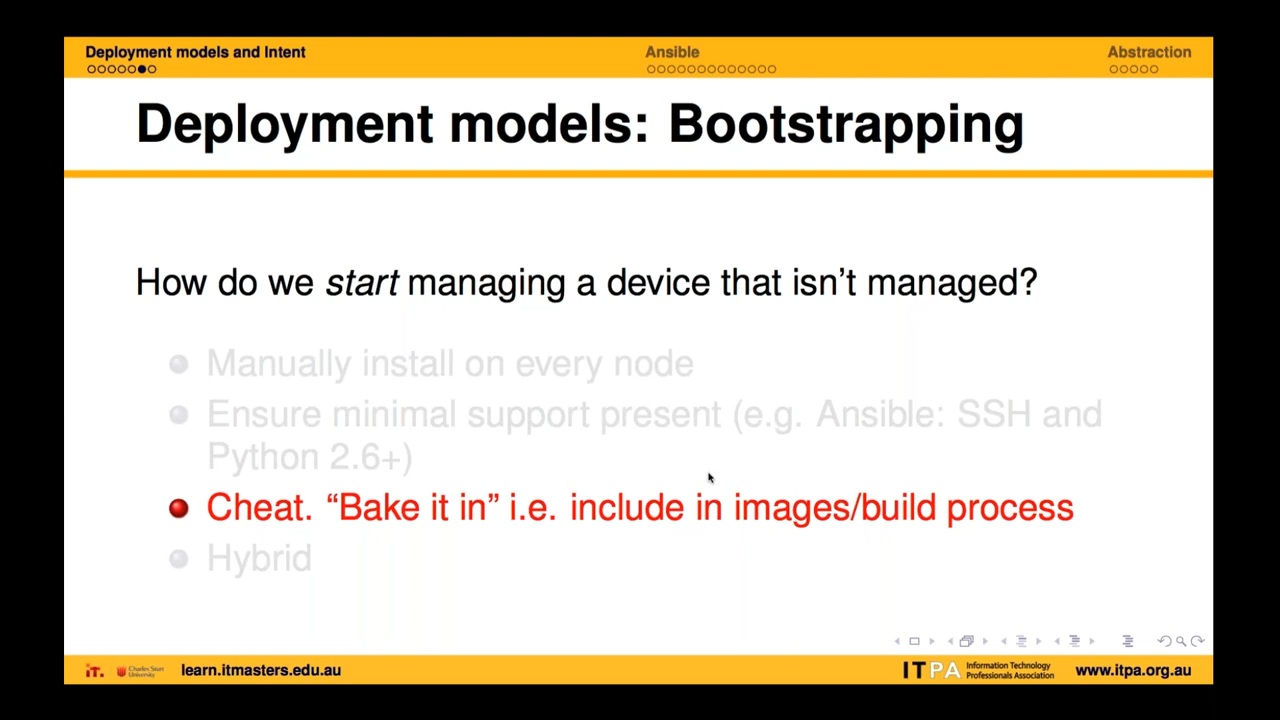 Deployment models and Intent
Ansible
Abstraction
Deployment models: Bootstrapping
How do we start managing a device that isn't managed?
Manually install on every node
Ensure minimal support present (e.g. Ansible: SSH and
Python 2.6+)
Cheat. “Bake it in” i.e. include in images/build process
Hybrid
iT.
Charles Sturt
University
learn.itmasters.edu.au
ITPA
Information Technology
Professionals Association
www.itpa.org.au